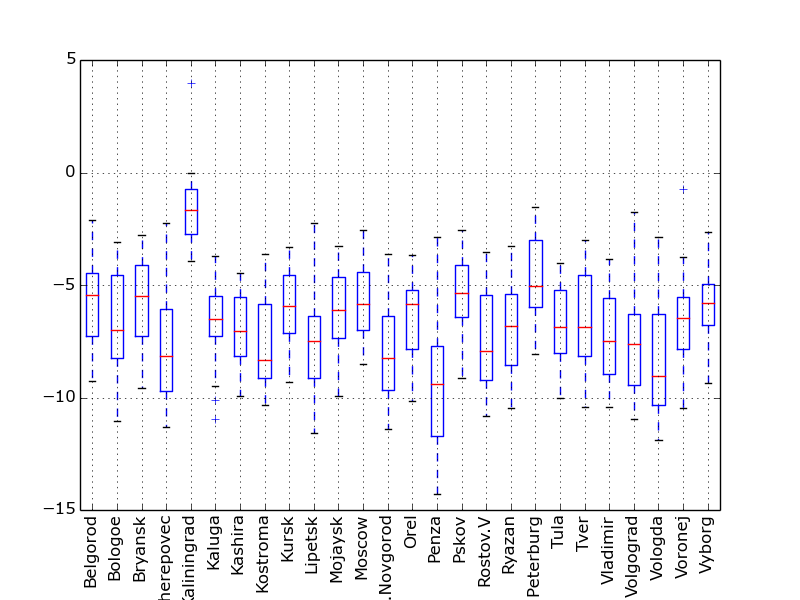 5
0
−5
−10
−15
Belgorod
Bologoe
Bryansk
herepovec
Kaliningrad
Kaluga
Kashira
Kostroma
Kursk
Lipetsk
Mojaysk
Moscow
.Novgorod
Orel
Penza
Pskov
Rostov.V
Ryazan
Peterburg
Tula
Tver
Vladimir
Volgograd
Vologda
Voronej
Vyborg